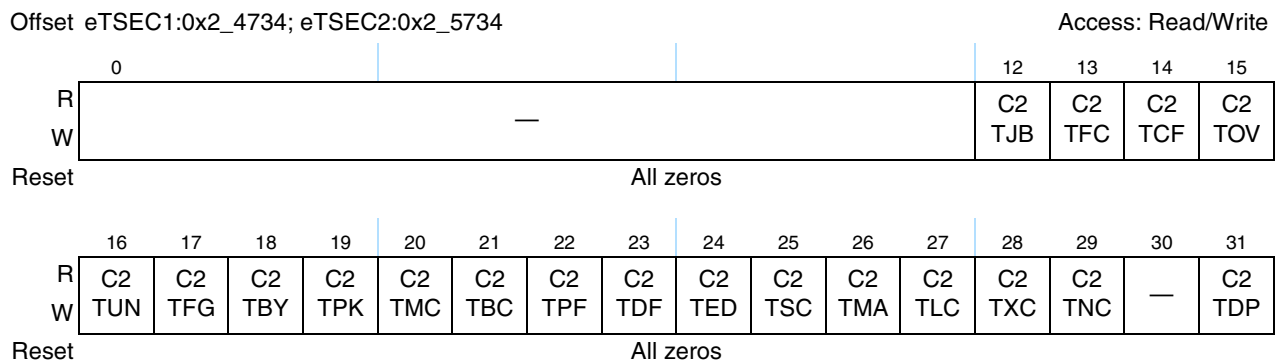 Offset eTSEC1:0x2_4734; eTSEC2:0x2_5734 Access: Read/Write
0 12 13 14 15
R — C2 C2 C2 C2
W TJB TFC TCF TOV
Reset All zeros
16 17 18 19 20 21 22 23 24 25 26 27 28 29 30 31
R C2 C2 C2 C2 C2 C2 C2 C2 C2 C2 C2 C2 C2 C2 — C2
W TUN TFG TBY TPK TMC TBC TPF TDF TED TSC TMA TLC TXC TNC TDP
Reset All zeros